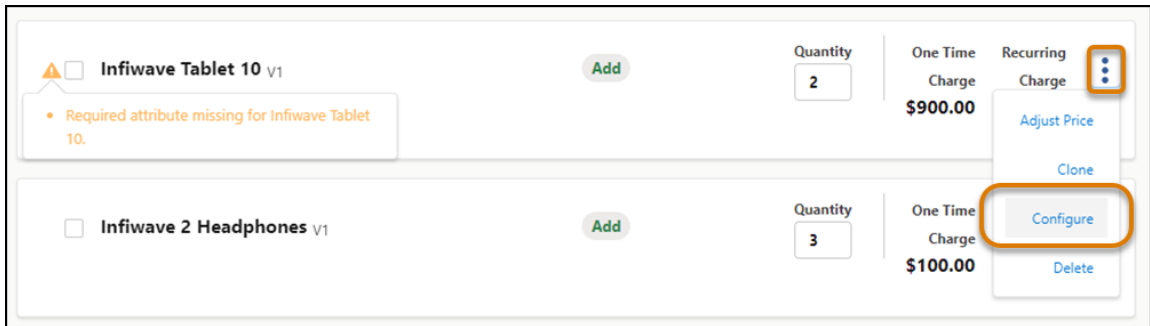 Infiwave Tablet 10 V1
Add
Quantity
2
One Time
Charge
$900.00
Recurring
Charge
• Required attribute missing for Infiwave Tablet
10.
Adjust Price
Clone
Configure
Delete
Infiwave 2 Headphones V1
Add
Quantity
3
One Time
Charge
$100.00